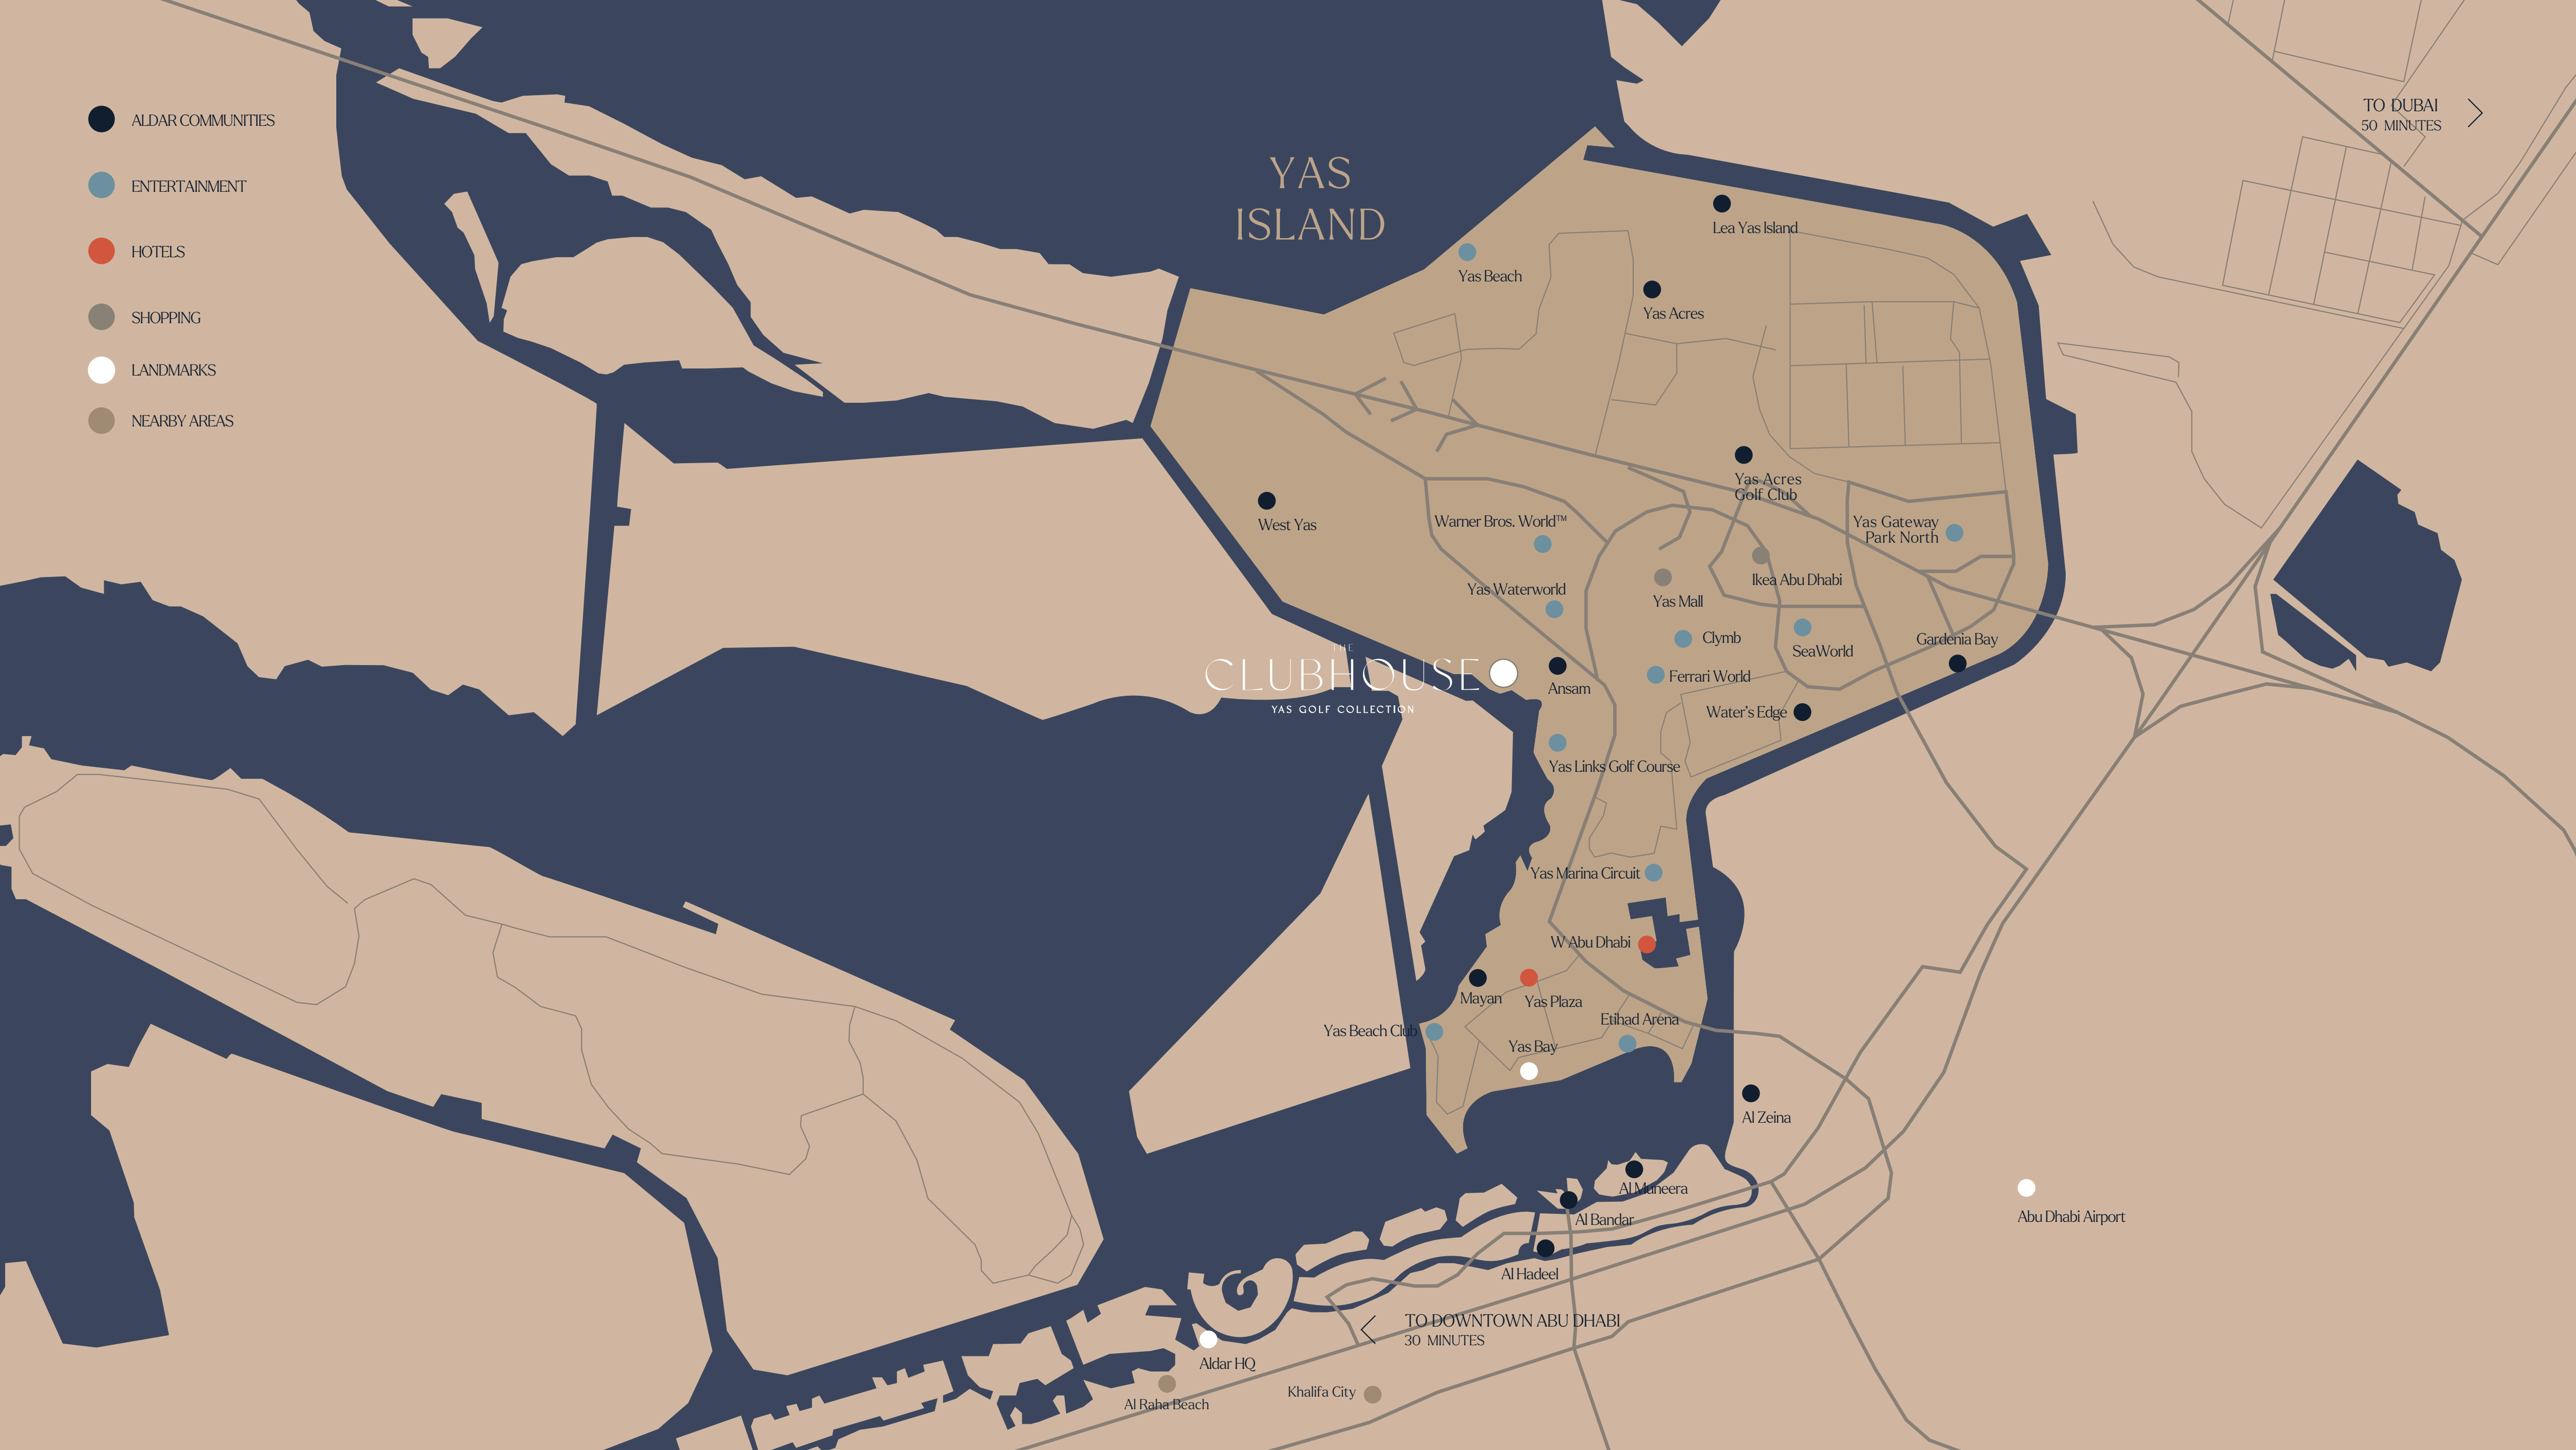 ALDAR COMMUNITIES
ENTERTAINMENT
HOTELS
SHOPPING
LANDMARKS
NEARBY AREAS
YAS
ISLAND
TO DUBAI
50 MINUTES
Lea Yas Island
Yas Beach
Yas Acres
Yas Acres
Golf Club
West Yas
Warner Bros. World™
Yas Gateway
Park North
Ikea Abu Dhabi
Yas Waterworld
Yas Mall
Clymb
SeaWorld
Gardenia Bay
THE
CLUBHOUSE
YAS GOLF COLLECTION
Ansam
Ferrari World
Water's Edge
Yas Links Golf Course
Yas Marina Circuit
W Abu Dhabi
Mayan
Yas Plaza
Yas Beach Club
Etihad Arena
Yas Bay
Al Zeina
Al Muneera
Al Bandar
Abu Dhabi Airport
Al Hadeel
TO DOWNTOWN ABU DHABI
30 MINUTES
Aldar HQ
Khalifa City
Al Raha Beach